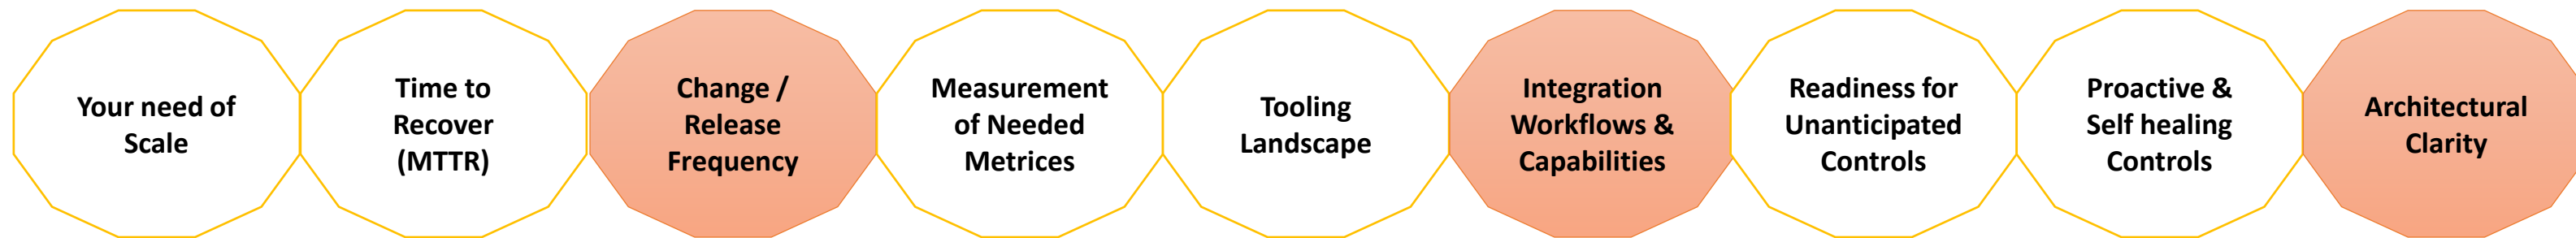 Your need of
Scale
Time to
Recover
(MTTR)
Change /
Release
Frequency
Measurement
of Needed
Metrices
Tooling
Landscape
Integration
Workflows &
Capabilities
Readiness for
Unanticipated
Controls
Proactive &
Self healing
Controls
Architectural
Clarity